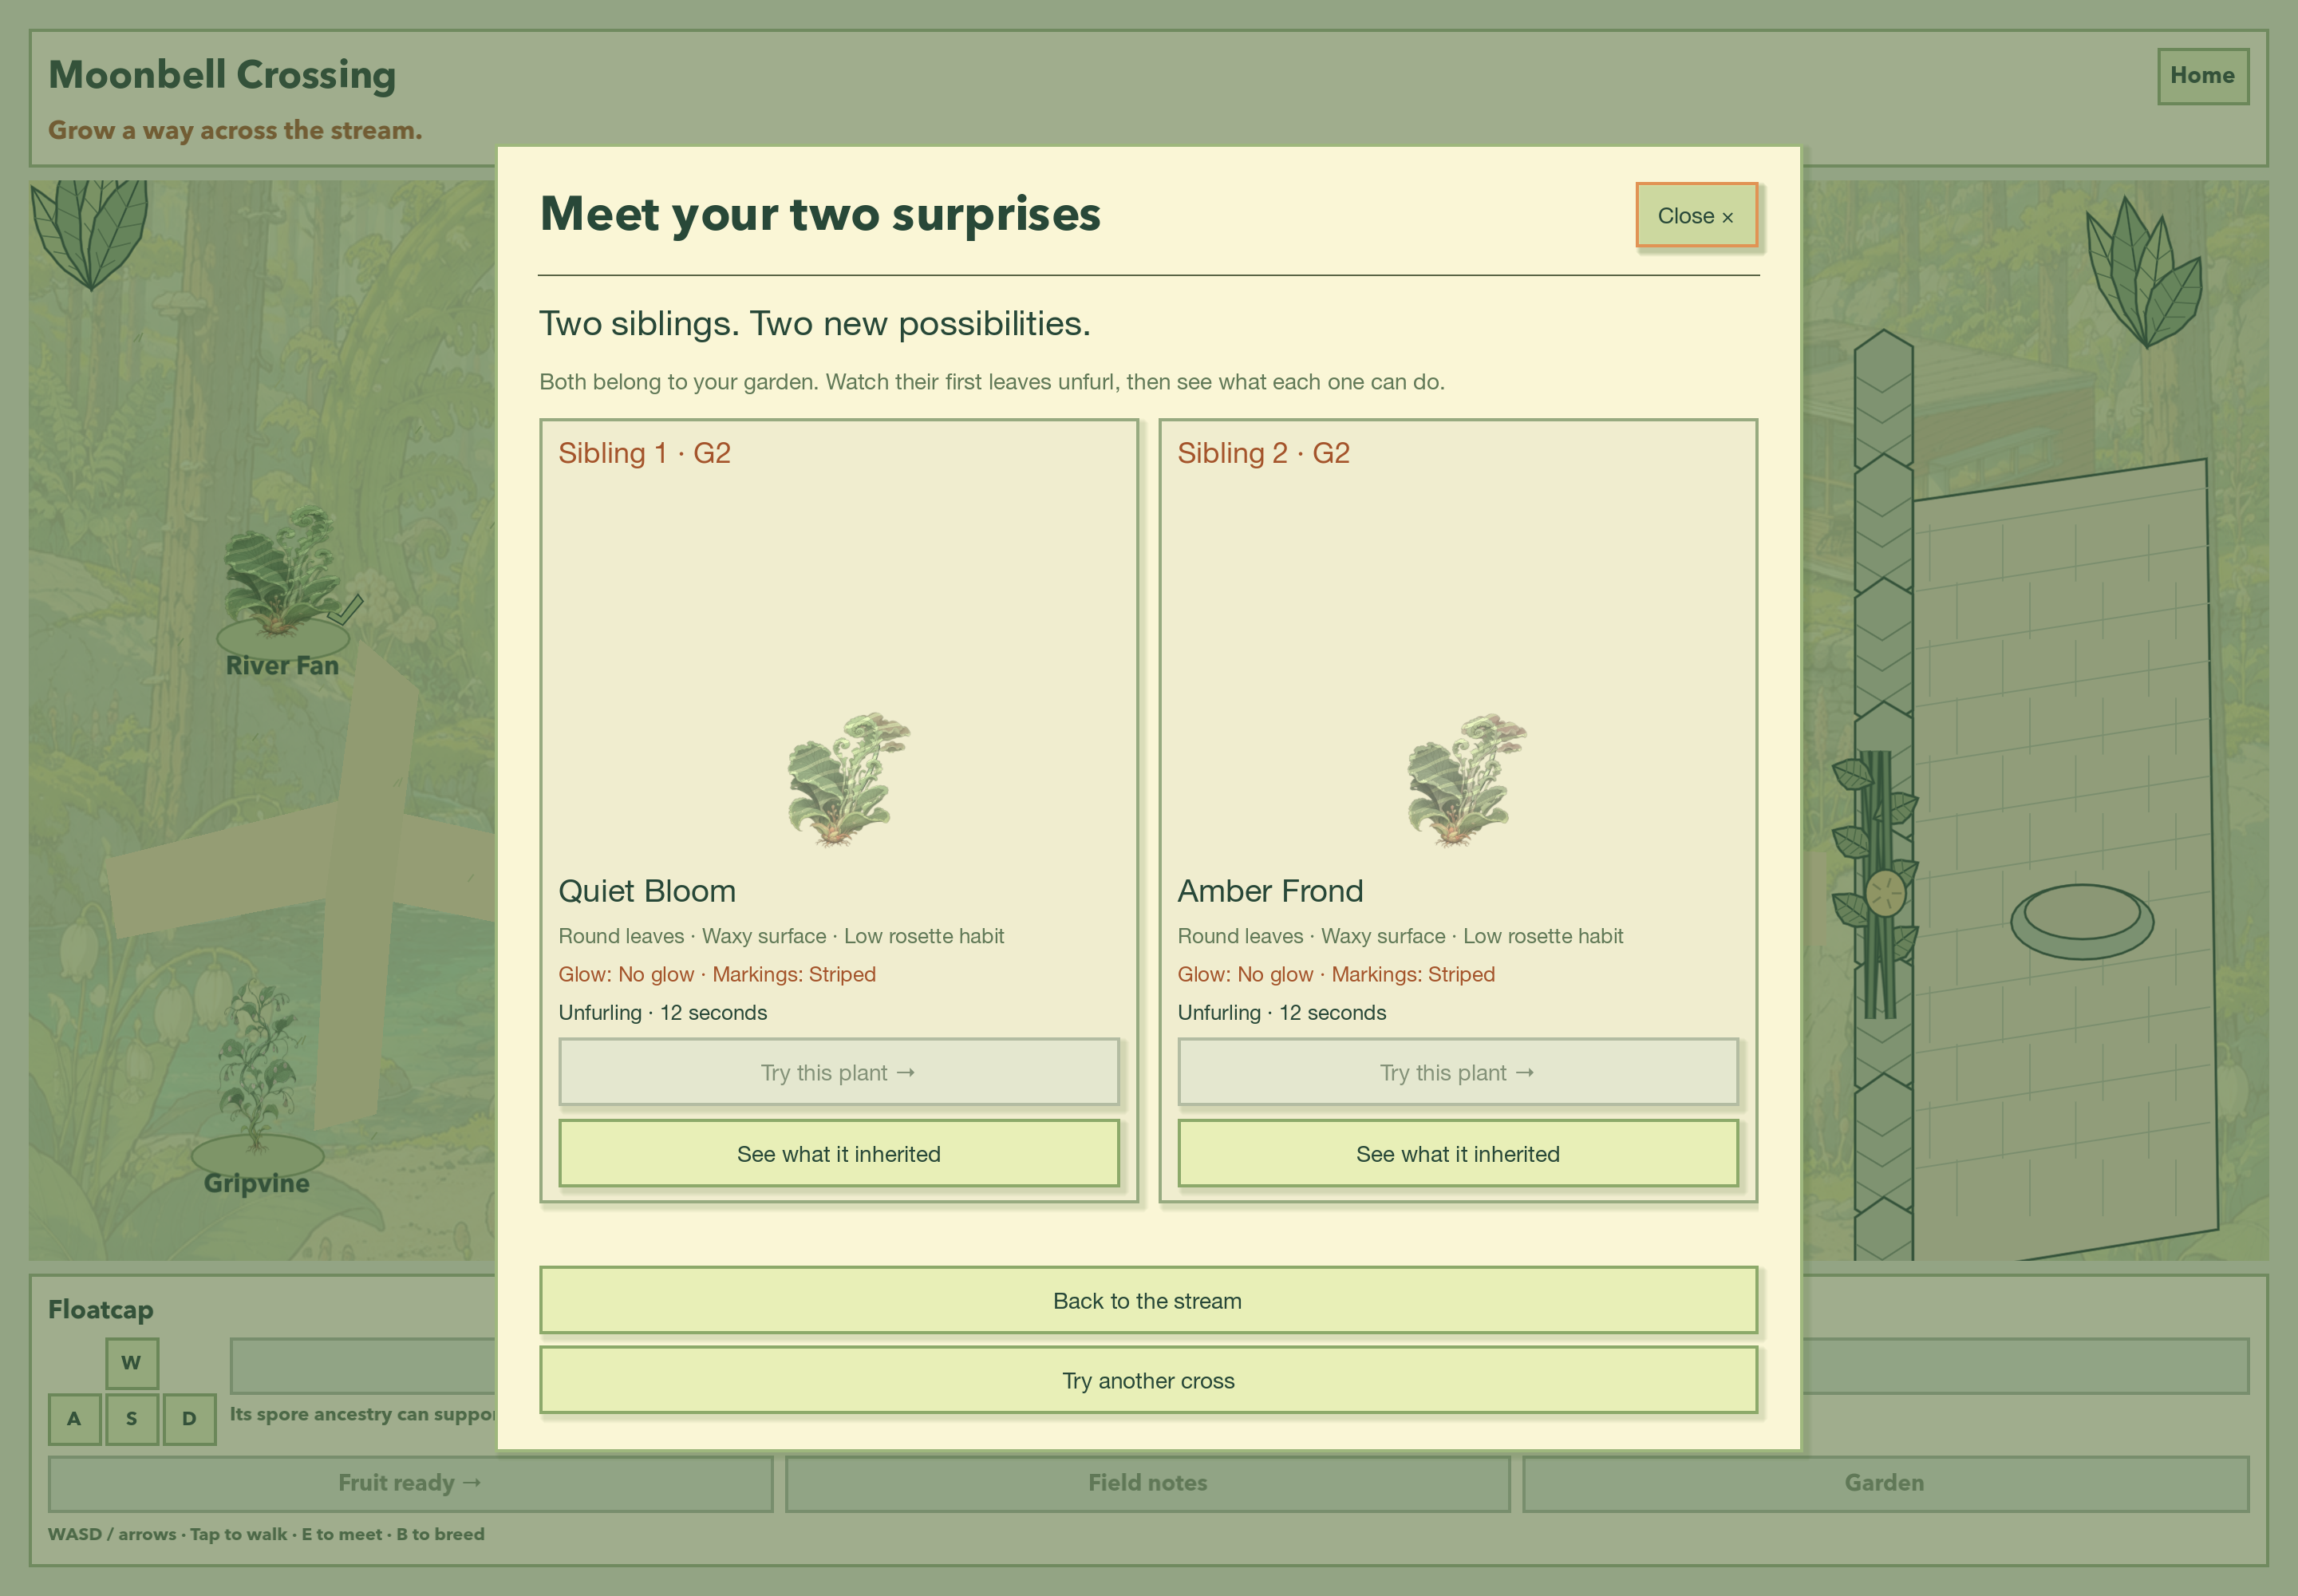 Moonbell Crossing
Home
Grow a way across the stream.
Meet your two surprises
Close ×
Two siblings. Two new possibilities.
Both belong to your garden. Watch their first leaves unfurl, then see what each one can do.
Sibling 1 · G2
Sibling 2 · G2
River Fan
Quiet Bloom
Amber Frond
Round leaves · Waxy surface · Low rosette habit
Round leaves · Waxy surface · Low rosette habit
Glow: No glow · Markings: Striped
Glow: No glow · Markings: Striped
Unfurling · 12 seconds
Unfurling · 12 seconds
Try this plant →
Try this plant →
See what it inherited
See what it inherited
Gripvine
Back to the stream
Try another cross
Floatcap
W
A
S
D
Its spore ancestry can
Fruit ready →
Field notes
Garden
WASD / arrows · Tap to walk · E to meet · B to breed